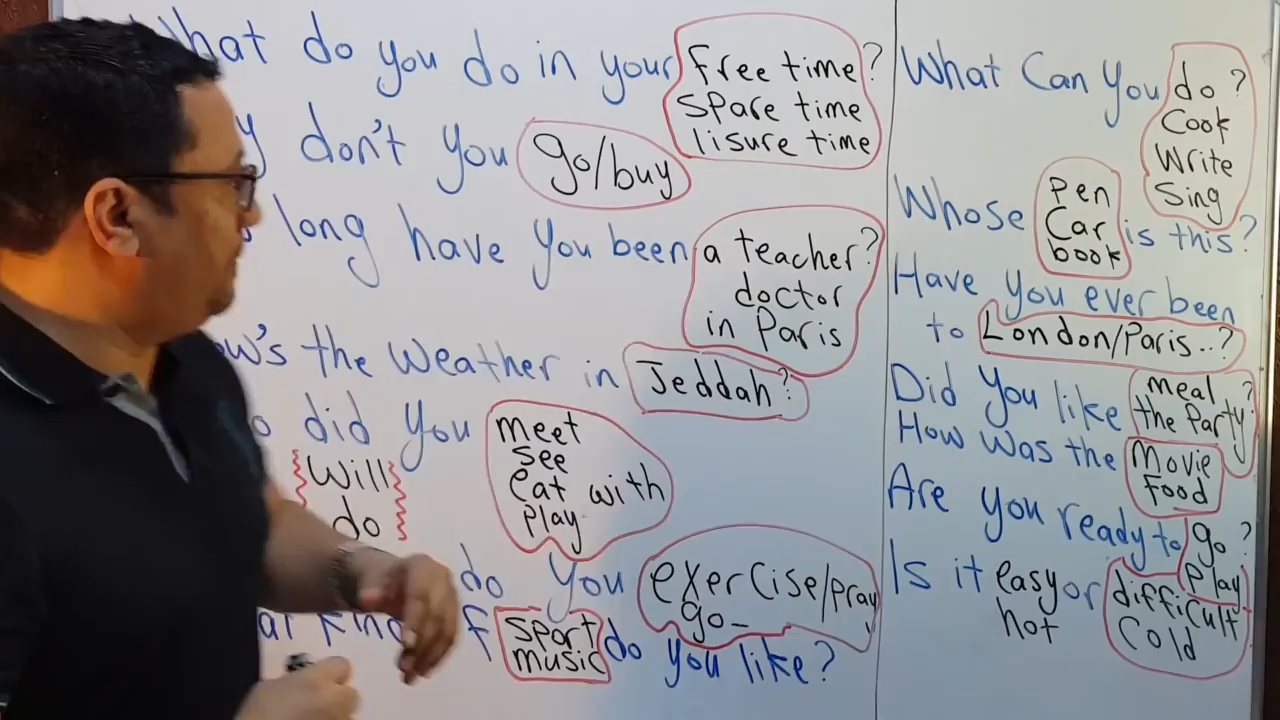 What do you do in your free time?
spare time
lisure time
don't you go/buy
long have you been a teacher?
doctor
in Paris
How's the weather in Jeddah?
did you meet
see
eat with
play
Will
do
do you exercise/pray
go_
kind of sport do you like?
music
What Can You do?
Cook
Write
Sing
Whose pen is this?
Car
book
Have you ever been
to London/Paris..?
Did You like meal?
the Party
How Was the Movie
Food
Are you ready to go?
Play
Is it easy or difficult
hot Cold